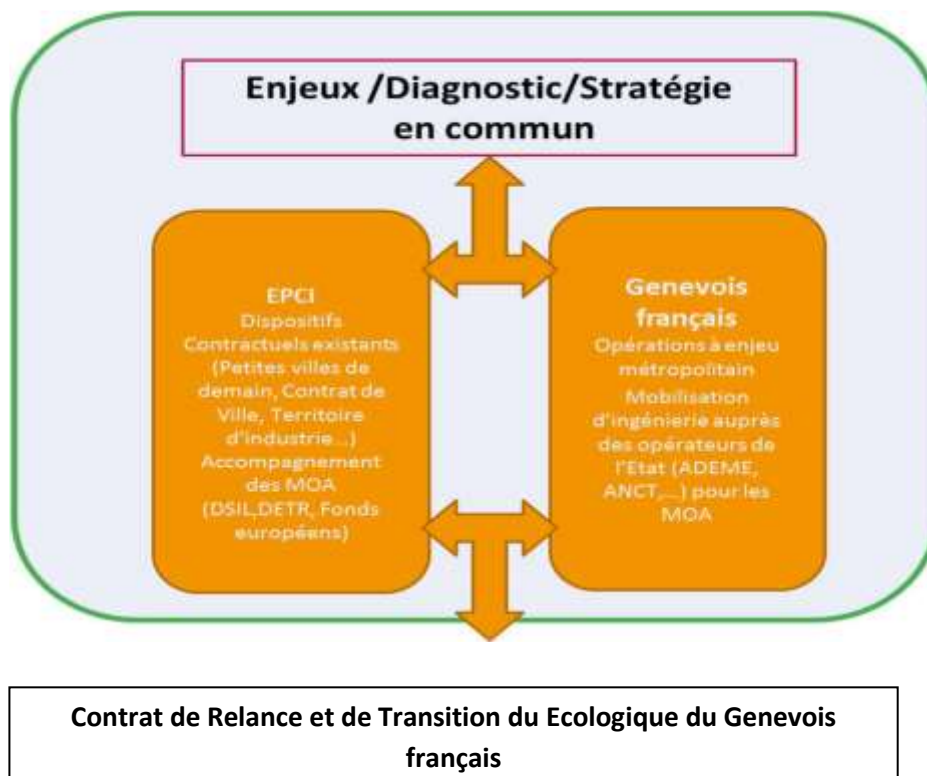 Enjeux /Diagnostic/Stratégie
en commun
EPCI
Dispositifs
Contractuels existants
(Petites villes de
demain, Contrat de
Ville, Territoire
d'industrie...)
Accompagnement
des MOA
(DSIL,DETR, Fonds
européens)
Genevois
français
Opérations à enjeu
métropolitain
Mobilisation
d'ingénierie auprès
des opérateurs de
l'Etat (ADEME,
ANCT,...) pour les
MOA
Contrat de Relance et de Transition du Ecologique du Genevois
français